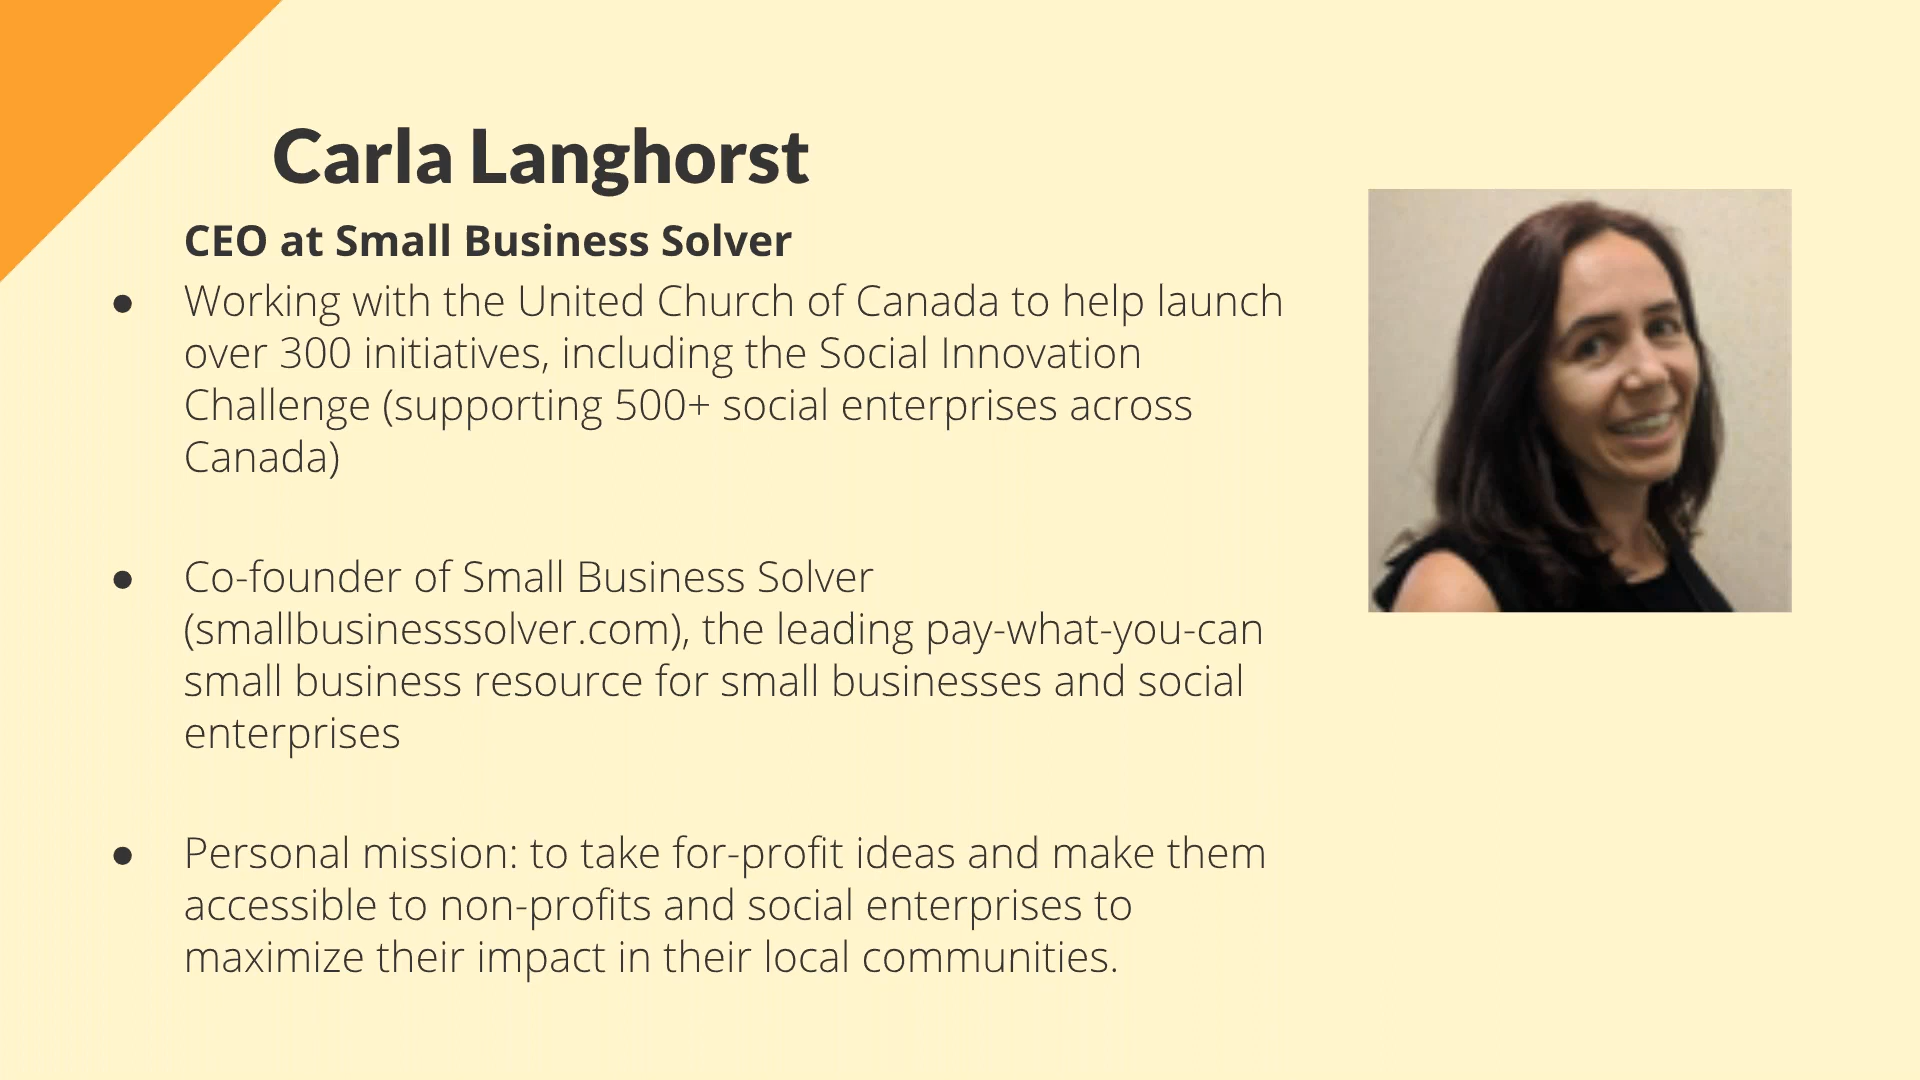 Carla Langhorst
CEO at Small Business Solver
● Working with the United Church of Canada to help launch
over 300 initiatives, including the Social Innovation
Challenge (supporting 500+ social enterprises across
Canada)
● Co-founder of Small Business Solver
(smallbusinesssolver.com), the leading pay-what-you-can
small business resource for small businesses and social
enterprises
● Personal mission: to take for-profit ideas and make them
accessible to non-profits and social enterprises to
maximize their impact in their local communities.